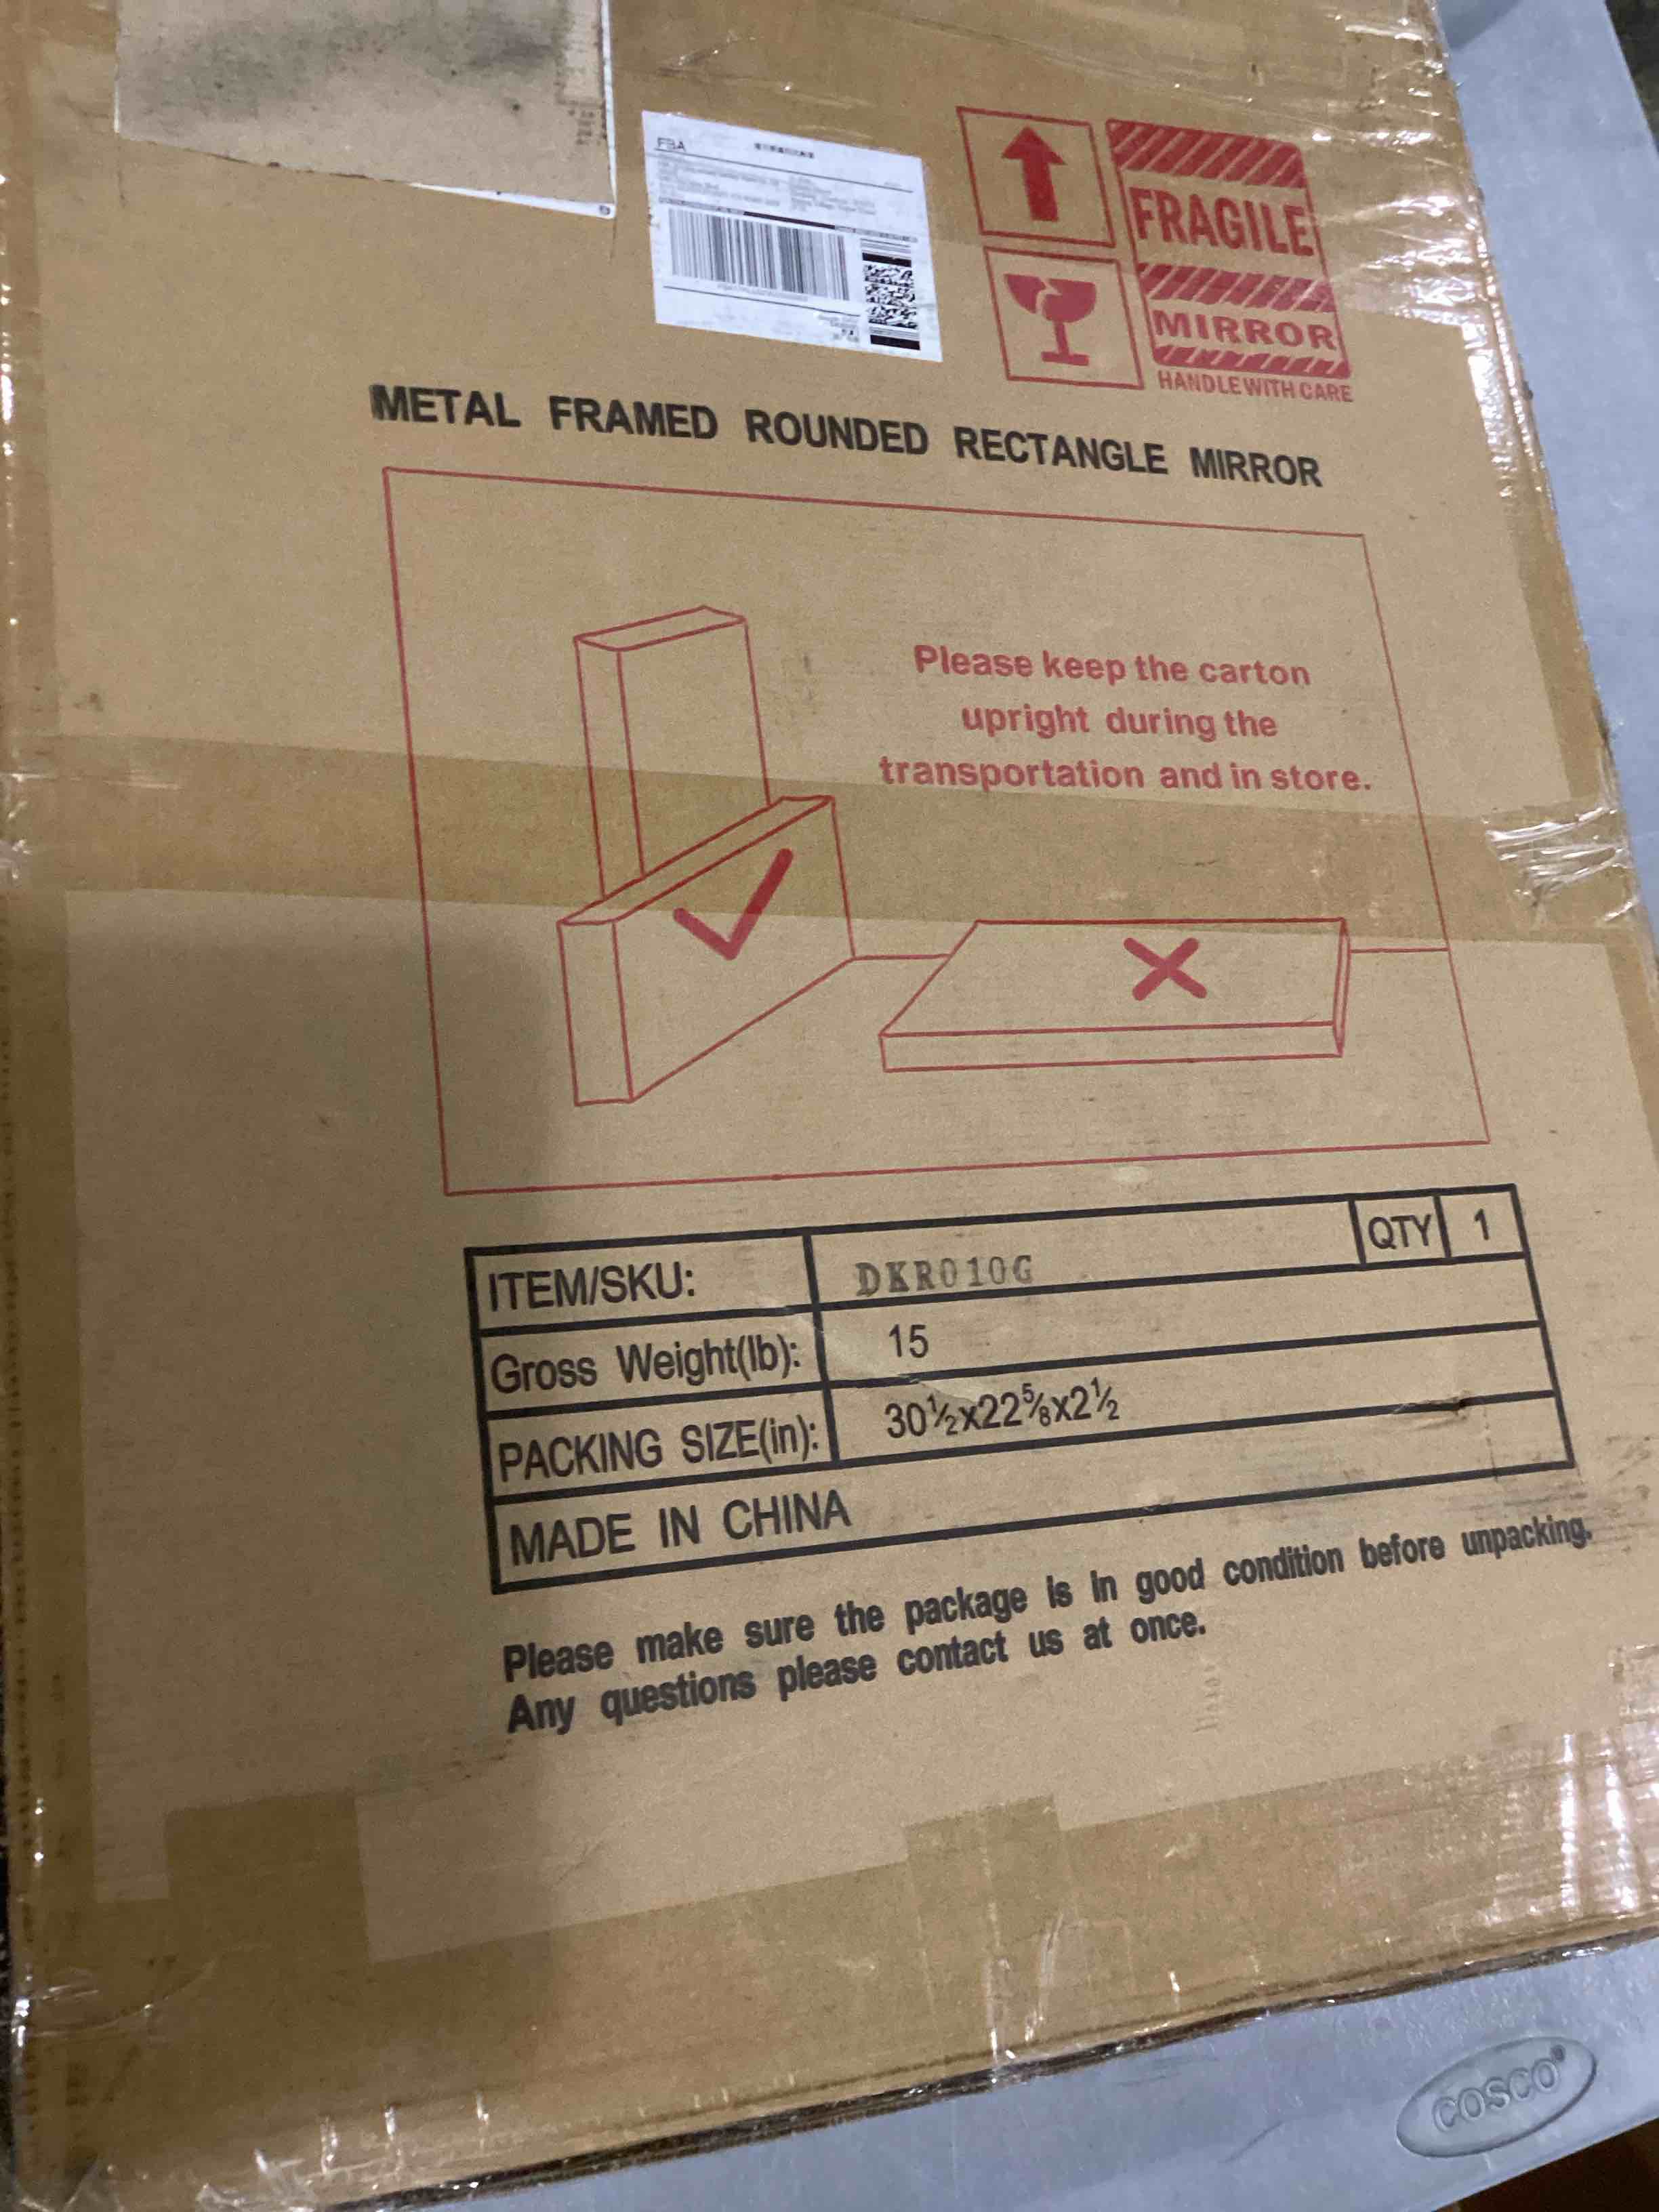 FBA
FRAGILE
MIRROR
HANDLE WITH CARE
METAL FRAMED ROUNDED RECTANGLE MIRROR
Please keep the carton
upright during the
transportation and in store.
ITEM/SKU: DKR010G QTY 1
Gross Weight(lb): 15
PACKING SIZE(in): 30½x22⅝x2½
MADE IN CHINA
Please make sure the package is in good condition before unpacking.
Any questions please contact us at once.
COSCO®